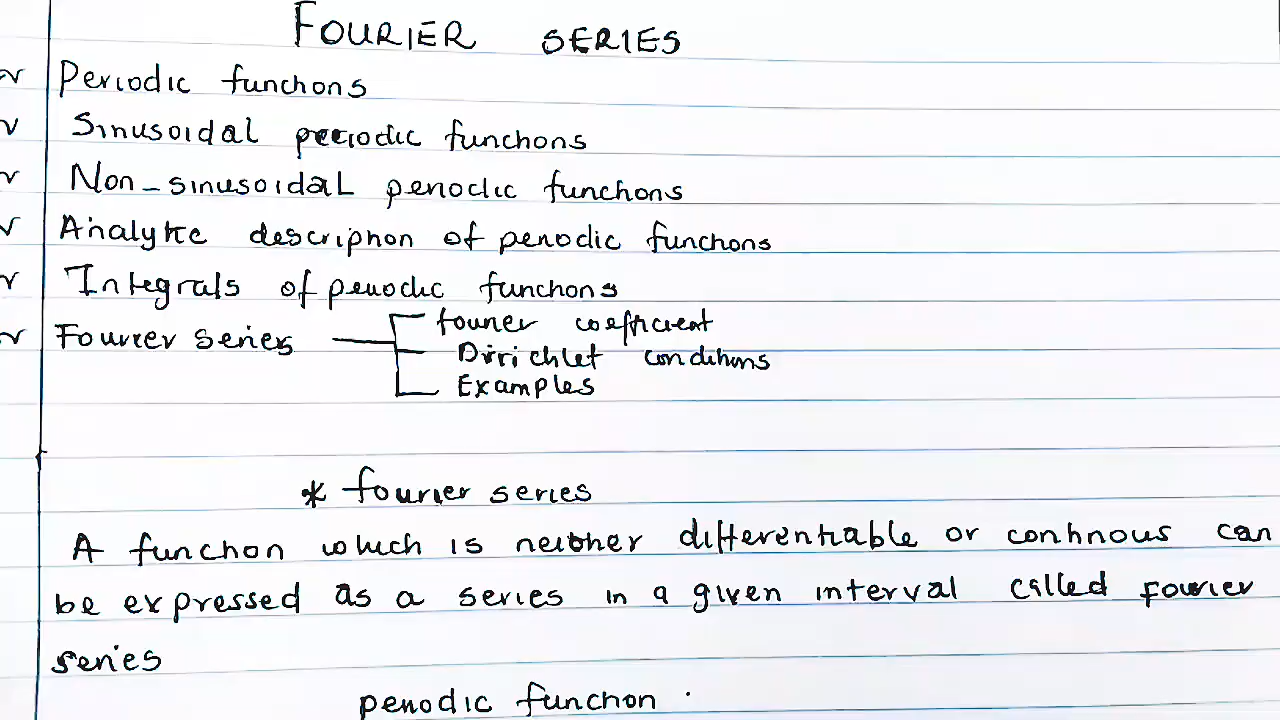 FOURIER SERIES
Periodic functions
Sinusoidal periodic functions
Non-sinusoidal periodic functions
Analytic description of periodic functions
Integrals of periodic functions
Fourier series
fourier coefficient
Dirichlet conditions
Examples
* fourier series
A function which is neither differentiable or continous can
be expressed as a series in a given interval called fourier
series
periodic function